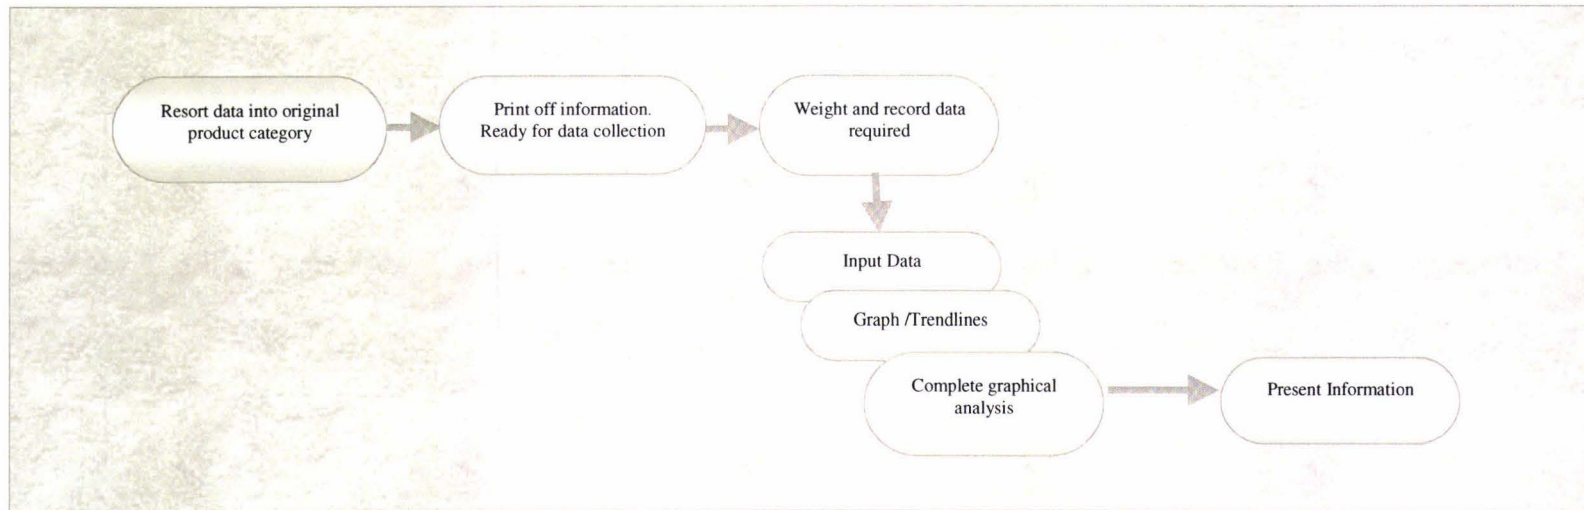 Resort data into original
product category
Print off information.
Ready for data collection
Weight and record data
required
Input Data
Graph /Trendlines
Complete graphical
analysis
Present Information